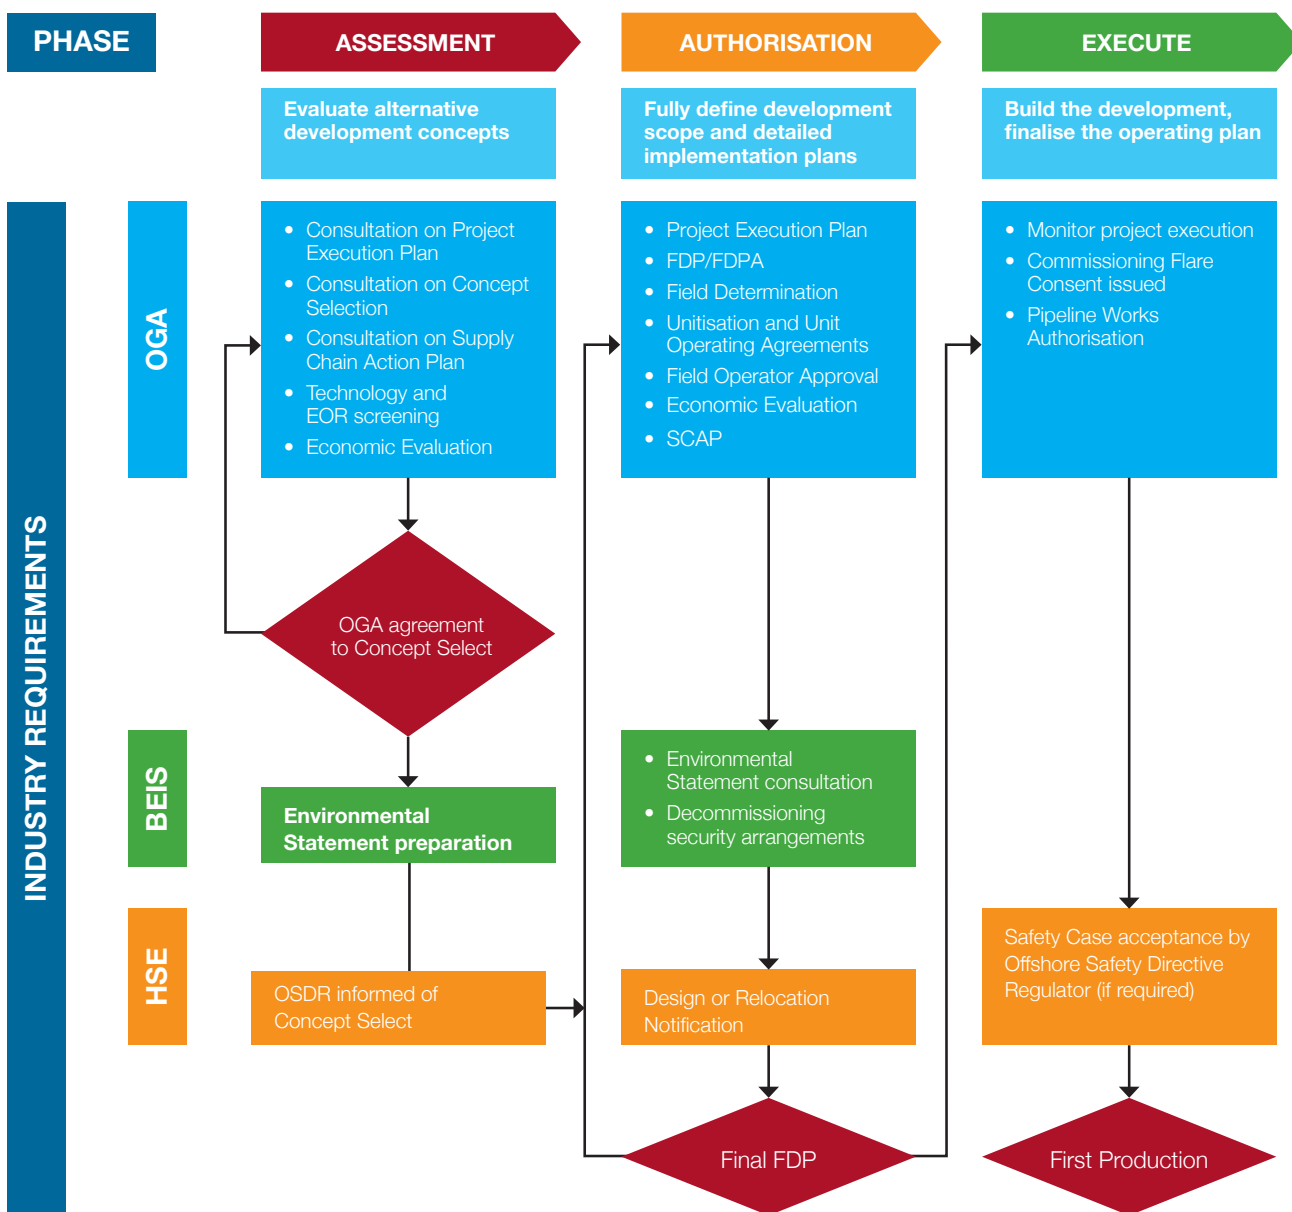 PHASE
ASSESSMENT
AUTHORISATION
EXECUTE
Evaluate alternative
development concepts
Fully define development
scope and detailed
implementation plans
Build the development,
finalise the operating plan
INDUSTRY REQUIREMENTS
OGA
• Consultation on Project
Execution Plan
• Consultation on Concept
Selection
• Consultation on Supply
Chain Action Plan
• Technology and
EOR screening
• Economic Evaluation
• Project Execution Plan
• FDP/FDPA
• Field Determination
• Unitisation and Unit
Operating Agreements
• Field Operator Approval
• Economic Evaluation
• SCAP
• Monitor project execution
• Commissioning Flare
Consent issued
• Pipeline Works
Authorisation
OGA agreement
to Concept Select
BEIS
Environmental
Statement preparation
• Environmental
Statement consultation
• Decommissioning
security arrangements
HSE
OSDR informed of
Concept Select
Design or Relocation
Notification
Safety Case acceptance by
Offshore Safety Directive
Regulator (if required)
Final FDP
First Production